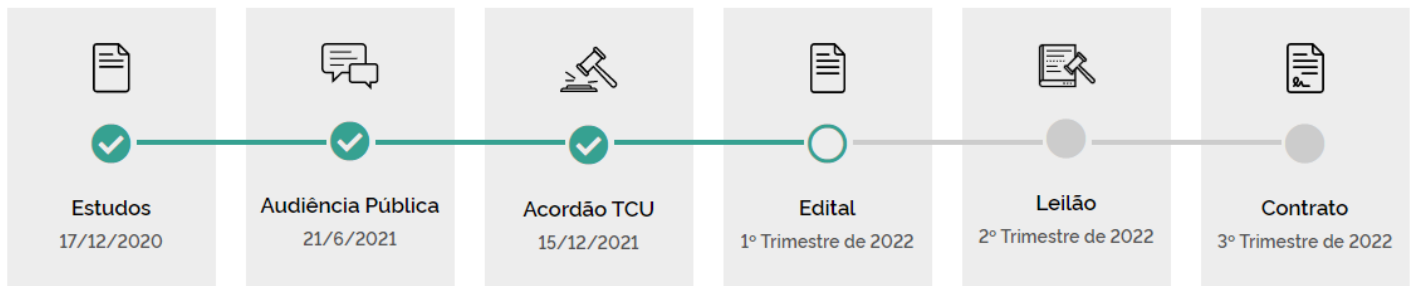 Estudos
17/12/2020
Audiência Pública
21/6/2021
Acordão TCU
15/12/2021
Edital
1º Trimestre de 2022
Leilão
2º Trimestre de 2022
Contrato
3º Trimestre de 2022